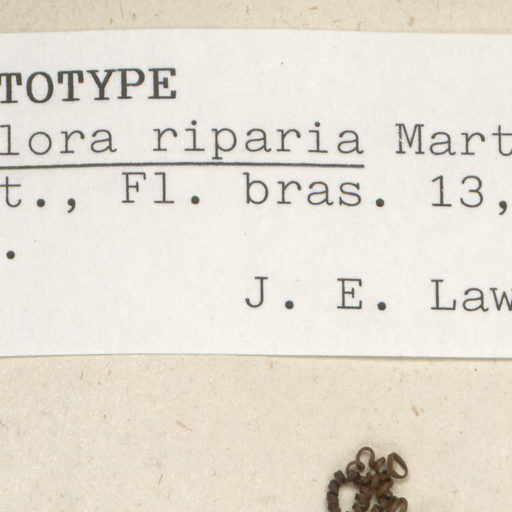 TOTYPE
lora riparia Mart
t., Fl. bras. 13,
.
J. E. Law